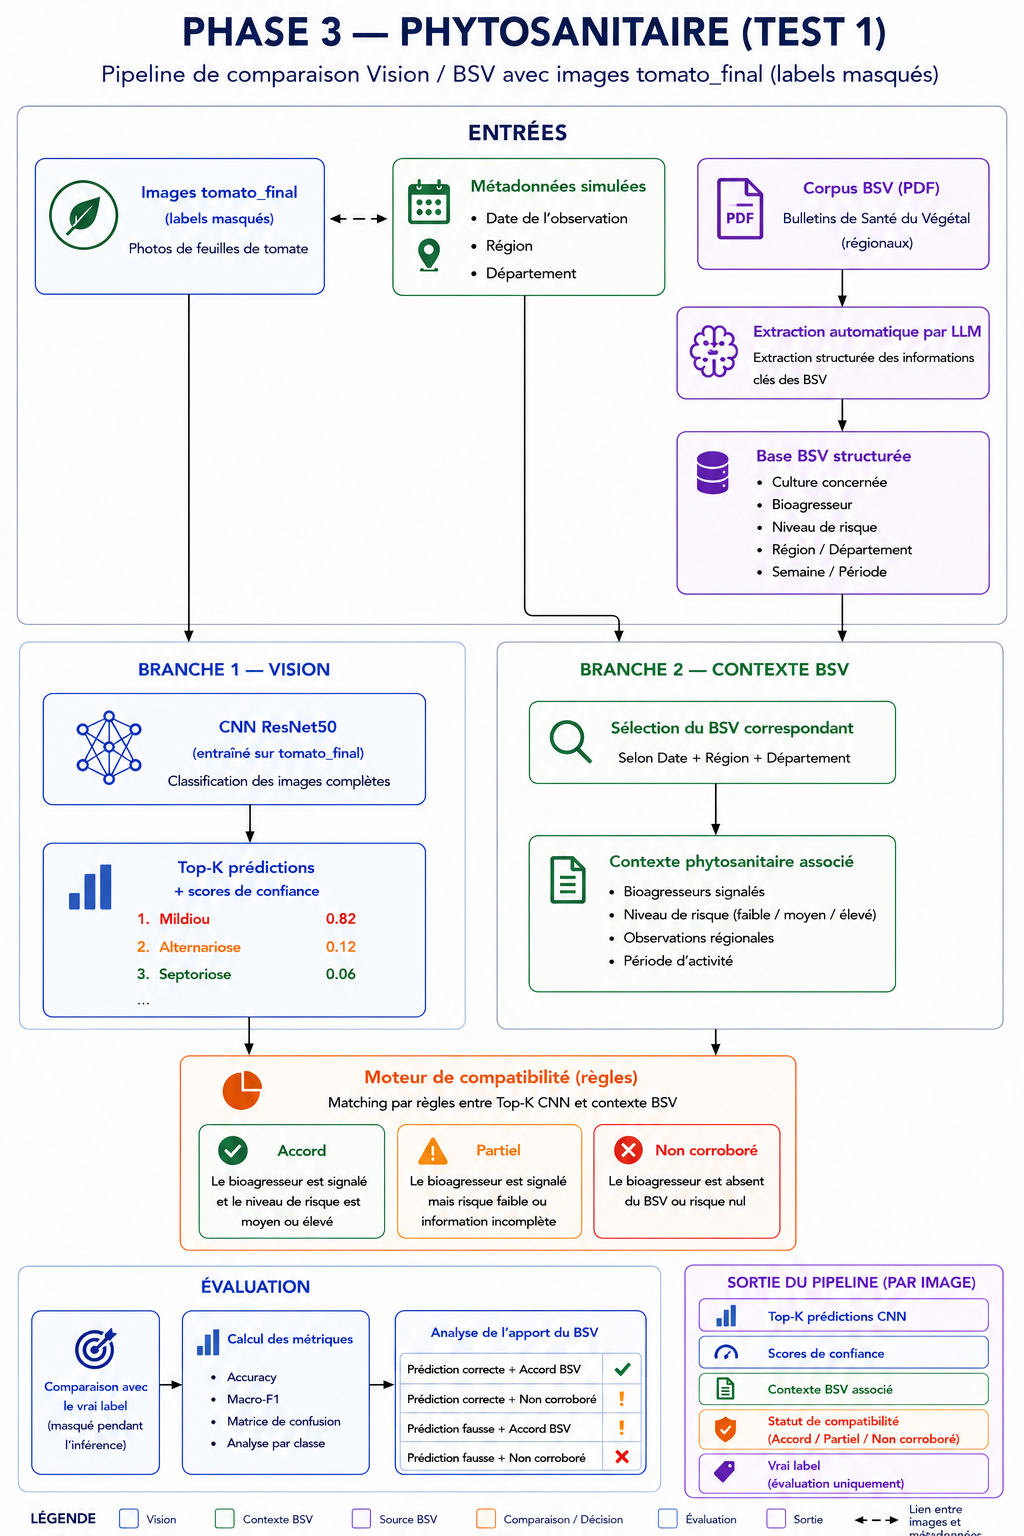 PHASE 3 — PHYTOSANITAIRE (TEST 1)
Pipeline de comparaison Vision / BSV avec images tomato_final (labels masqués)
ENTRÉES
Images tomato_final
(labels masqués)
Photos de feuilles de tomate
Métadonnées simulées
• Date de l'observation
• Région
• Département
PDF
Corpus BSV (PDF)
Bulletins de Santé du Végétal
(régionaux)
Extraction automatique par LLM
Extraction structurée des informations
clés des BSV
Base BSV structurée
• Culture concernée
• Bioagresseur
• Niveau de risque
• Région / Département
• Semaine / Période
BRANCHE 1 — VISION
CNN ResNet50
(entraîné sur tomato_final)
Classification des images complètes
Top-K prédictions
+ scores de confiance
1. Mildiou 0.82
2. Alternariose 0.12
3. Septoriose 0.06
...
BRANCHE 2 — CONTEXTE BSV
Sélection du BSV correspondant
Selon Date + Région + Département
Contexte phytosanitaire associé
• Bioagresseurs signalés
• Niveau de risque (faible / moyen / élevé)
• Observations régionales
• Période d'activité
Moteur de compatibilité (règles)
Matching par règles entre Top-K CNN et contexte BSV
Accord
Le bioagresseur est signalé
et le niveau de risque est
moyen ou élevé
Partiel
Le bioagresseur est signalé
mais risque faible ou
information incomplète
Non corroboré
Le bioagresseur est absent
du BSV ou risque nul
ÉVALUATION
Comparaison avec
le vrai label
(masqué pendant
l'inférence)
Calcul des métriques
• Accuracy
• Macro-F1
• Matrice de confusion
• Analyse par classe
Analyse de l'apport du BSV
Prédiction correcte + Accord BSV
Prédiction correcte + Non corroboré
Prédiction fausse + Accord BSV
Prédiction fausse + Non corroboré
SORTIE DU PIPELINE (PAR IMAGE)
Top-K prédictions CNN
Scores de confiance
Contexte BSV associé
Statut de compatibilité
(Accord / Partiel / Non corroboré)
Vrai label
(évaluation uniquement)
LÉGENDE
Vision
Contexte BSV
Source BSV
Comparaison / Décision
Évaluation
Sortie
Lien entre
images et
métadonnées